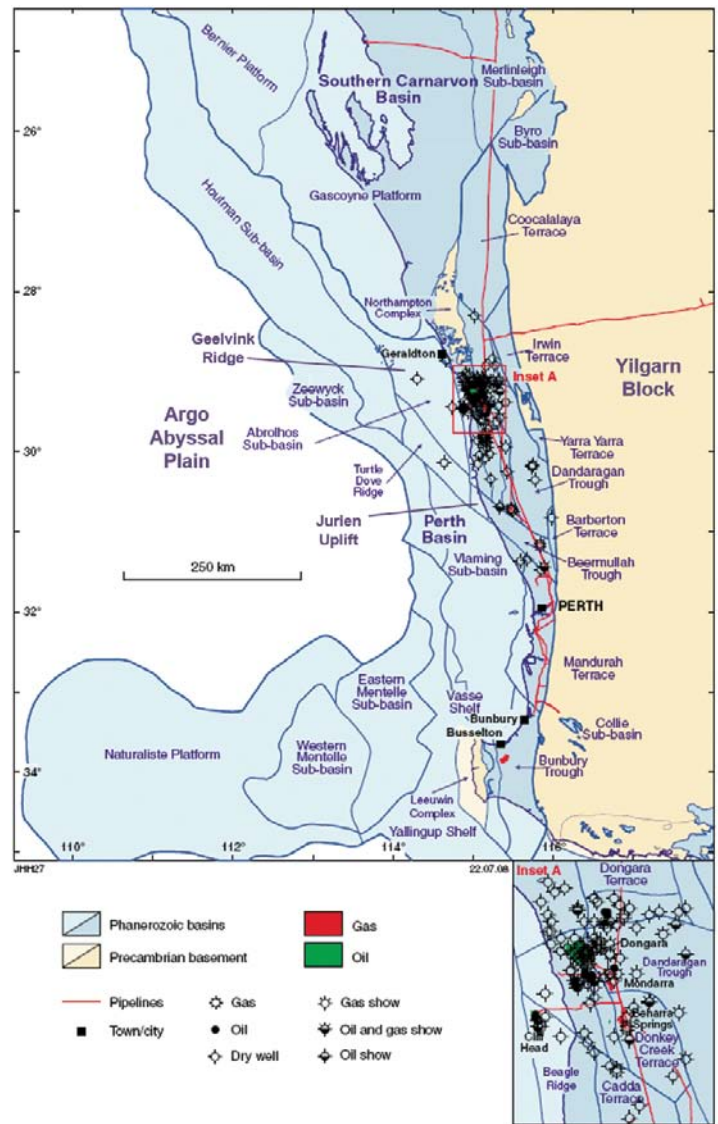 Bernier Platform
Southern Carnarvon
Basin
Merlinleigh
Sub-basin
26°
Byro
Sub-basin
Houtman Sub-basin
Gascoyne Platform
Coocalalaya
Terrace
28°
Northampton
Complex
Geelvink
Ridge
Geraldton
Irwin
Terrace
Inset A
Yilgarn
Block
Zeewyck
Sub-basin
Argo
Abyssal
Plain
Abrolhos
Sub-basin
30°
Yarra Yarra
Terrace
Turtle
Dove
Ridge
Dandaragan
Trough
Jurien
Uplift
Perth
Basin
Barberton
Terrace
250 km
Vlaming
Sub-basin
Beermullah
Trough
32°
PERTH
Mandurah
Terrace
Eastern
Mentelle
Sub-basin
Vasse
Shelf
Bunbury
Busselton
Collie
Sub-basin
Naturaliste Platform
Western
Mentelle
Sub-basin
34°
Bunbury
Trough
Leeuwin
Complex
Yallingup Shelf
110°
112°
114°
116°
JHH27
22.07.08
Inset A
Dongara
Terrace
Dongara
Dandaragan
Trough
Mondarra
Beharra
Springs
Cliff
Head
Donkey
Creek
Terrace
Beagle
Ridge
Cadda
Terrace
Phanerozoic basins
Gas
Precambrian basement
Oil
Pipelines
Gas
Gas show
Town/city
Oil
Oil and gas show
Dry well
Oil show